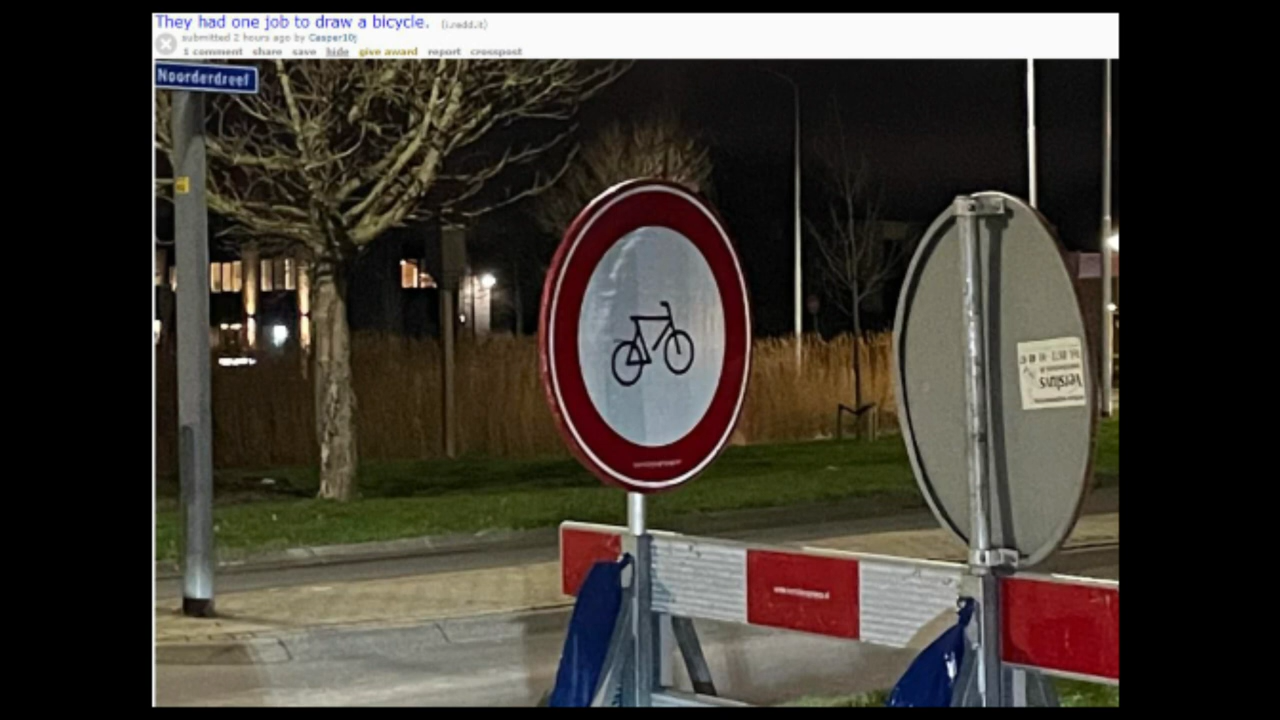 They had one job to draw a bicycle. (i.redd.it)
submitted 2 hours ago by Casper10j
1 comment share save hide give award report crosspost
Noorderdreef
Versluys